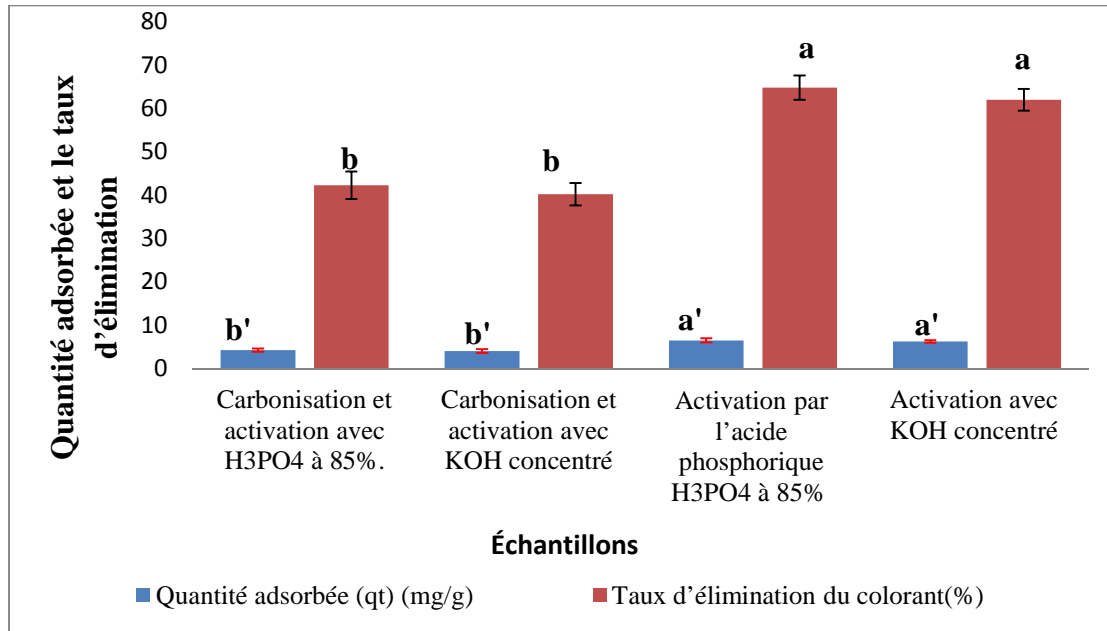 Quantité adsorbée et le taux
d’élimination
80
70
60
50
40
30
20
10
0
b'
b
b'
b
a'
a
a'
a
Carbonisation et
activation avec
H3PO4 à 85%.
Carbonisation et
activation avec
KOH concentré
Activation par
l’acide
phosphorique
H3PO4 à 85%
Activation avec
KOH concentré
Échantillons
Quantité adsorbée (qt) (mg/g)
Taux d’élimination du colorant(%)